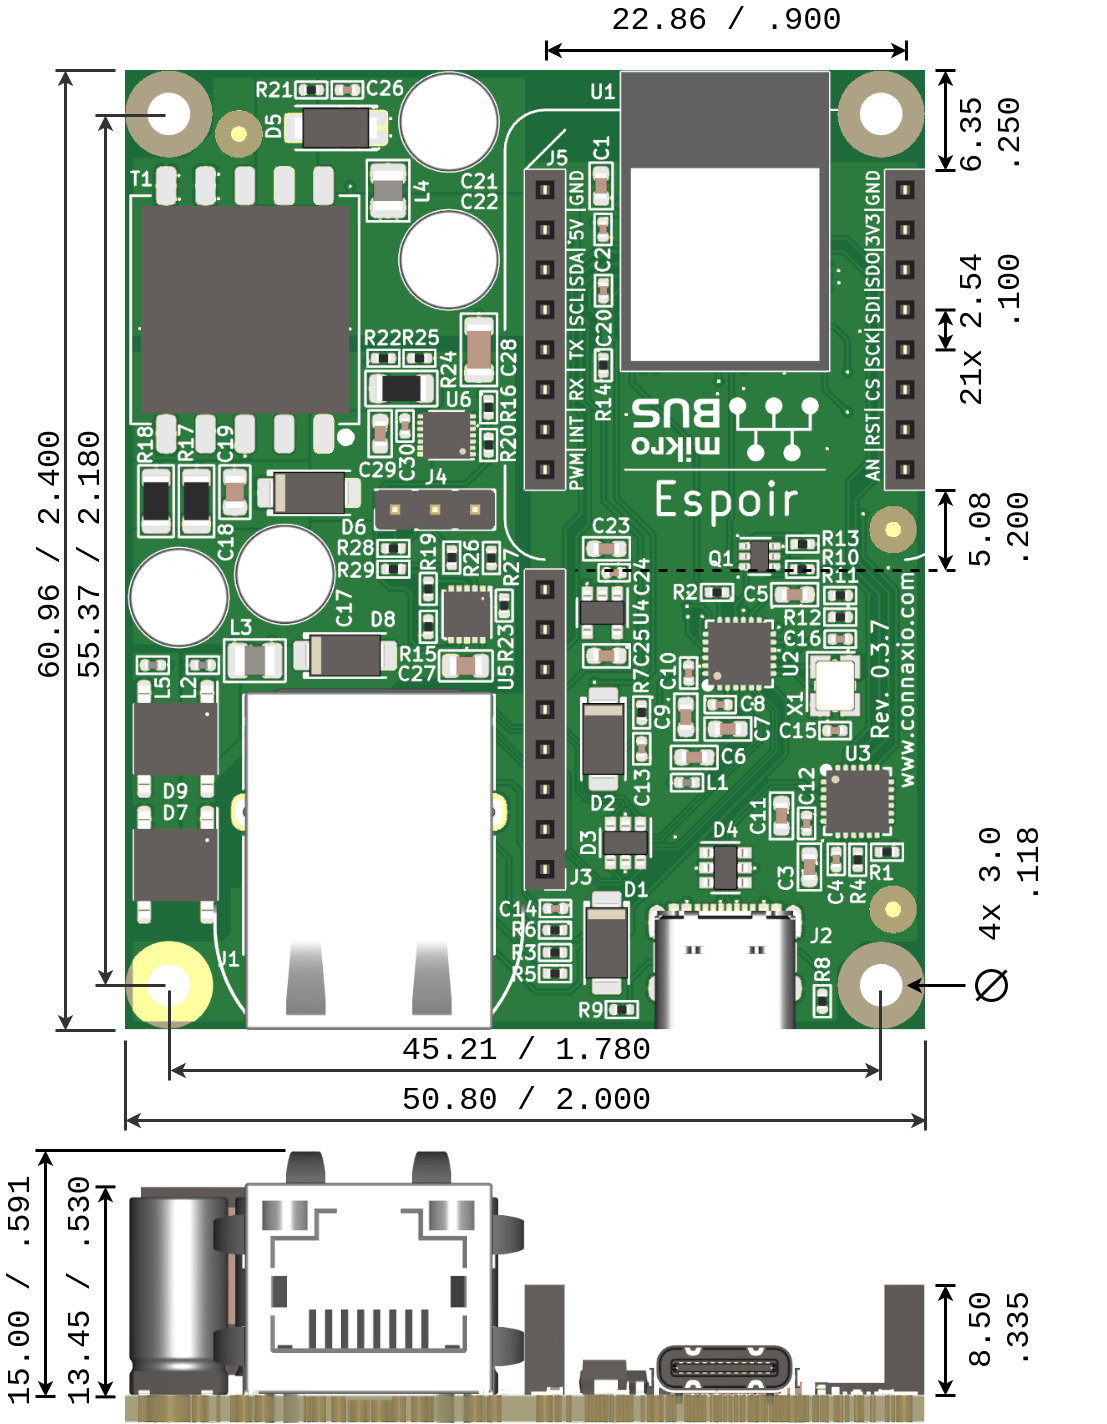 22.86 / .900
R21
C26
U1
D5
6.35
.250
C1
J5
T1
L4
C21
C22
GND
5V
SDA
SCL
TX
RX
INT
PWM
GND
3V3
SDO
SDI
SCK
CS
RST
AN
C2
C20
R14
2.54
.100
21x
R22
R25
R24
C28
U6
R16
R20
C29
C30
mikro
BUS
R18
R17
C19
C18
J4
D6
Espoir
60.96 / 2.400
55.37 / 2.180
5.08
.200
C23
Q1
R13
R10
R11
R28
R29
R19
R26
R27
C24
R2
C5
U4
R12
C16
C17
D8
L3
R15
C27
R23
U5
C25
R7
C10
U2
L5
L2
C9
C8
C7
X1
C15
Rev. 0.3.7
www.connaxio.com
C6
L1
C13
U3
D9
D7
D2
D3
D4
C11
C12
C3
C4
R4
R1
4x 3.0
.118
J3
D1
C14
R6
R3
R5
R9
J1
J2
R8
Ø
45.21 / 1.780
50.80 / 2.000
15.00 / .591
13.45 / .530
8.50
.335